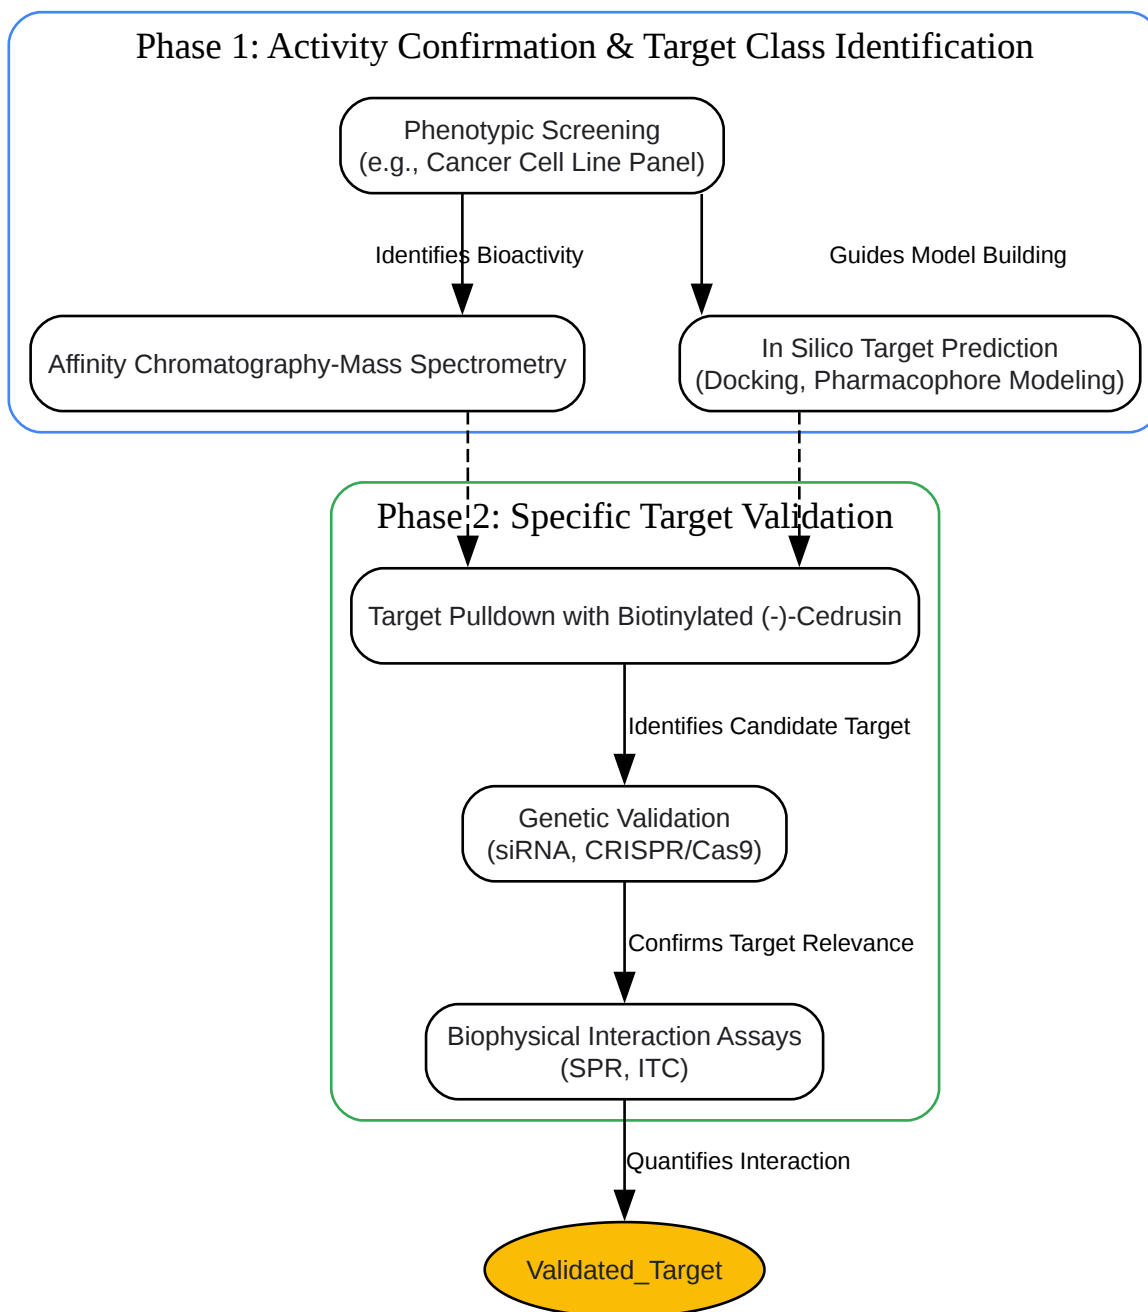 Phase 1: Activity Confirmation & Target Class Identification
Phenotypic Screening
(e.g., Cancer Cell Line Panel)
Identifies Bioactivity
Guides Model Building
Affinity Chromatography-Mass Spectrometry
In Silico Target Prediction
(Docking, Pharmacophore Modeling)
Phase 2: Specific Target Validation
Target Pulldown with Biotinylated (-)-Cedrusin
Identifies Candidate Target
Genetic Validation
(siRNA, CRISPR/Cas9)
Confirms Target Relevance
Biophysical Interaction Assays
(SPR, ITC)
Quantifies Interaction
Validated_Target